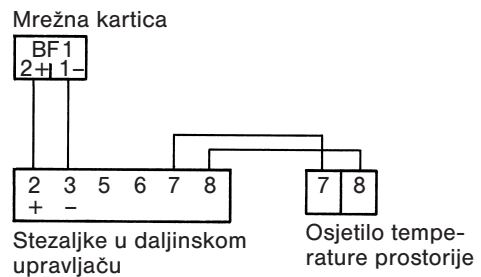 Mrežna kartica
BF1
2+ 1–
2 3 5 6 7 8
+ –
7 8
Stezaljke u daljinskom
upravljaču
Osjetilo tempe-
rature prostorije